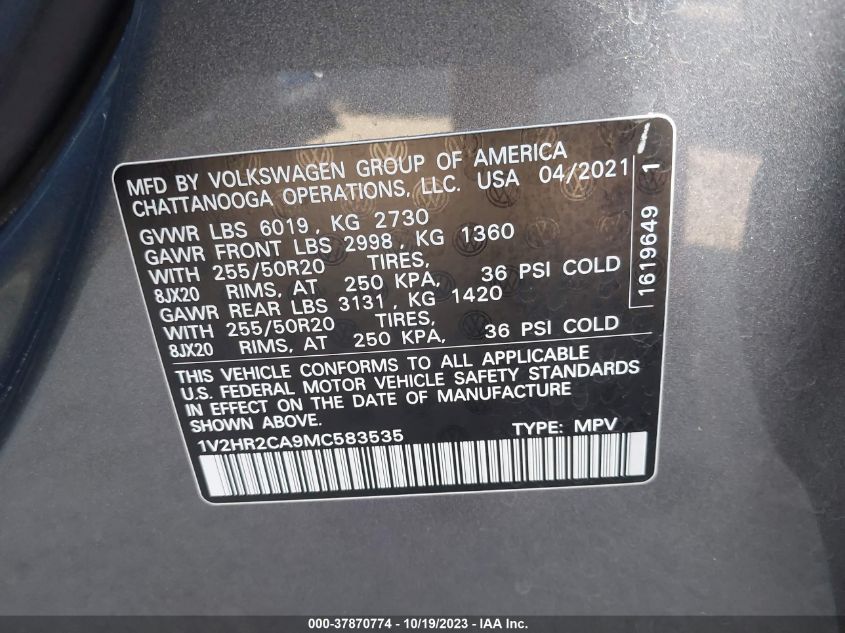 MFD BY VOLKSWAGEN GROUP OF AMERICA
CHATTANOOGA OPERATIONS, LLC. USA 04/2021
GVWR LBS 6019, KG 2730
GAWR FRONT LBS 2998, KG 1360
WITH 255/50R20 TIRES,
8JX20 RIMS, AT 250 KPA, 36 PSI COLD
GAWR REAR LBS 3131, KG 1420
WITH 255/50R20 TIRES,
8JX20 RIMS, AT 250 KPA, 36 PSI COLD
THIS VEHICLE CONFORMS TO ALL APPLICABLE
U.S. FEDERAL MOTOR VEHICLE SAFETY STANDARDS
IN EFFECT ON THE DATE OF MANUFACTURE
SHOWN ABOVE.
1V2HR2CA9MC583535 TYPE: MPV
1619649 1
000-37870774 - 10/19/2023 - IAA Inc.